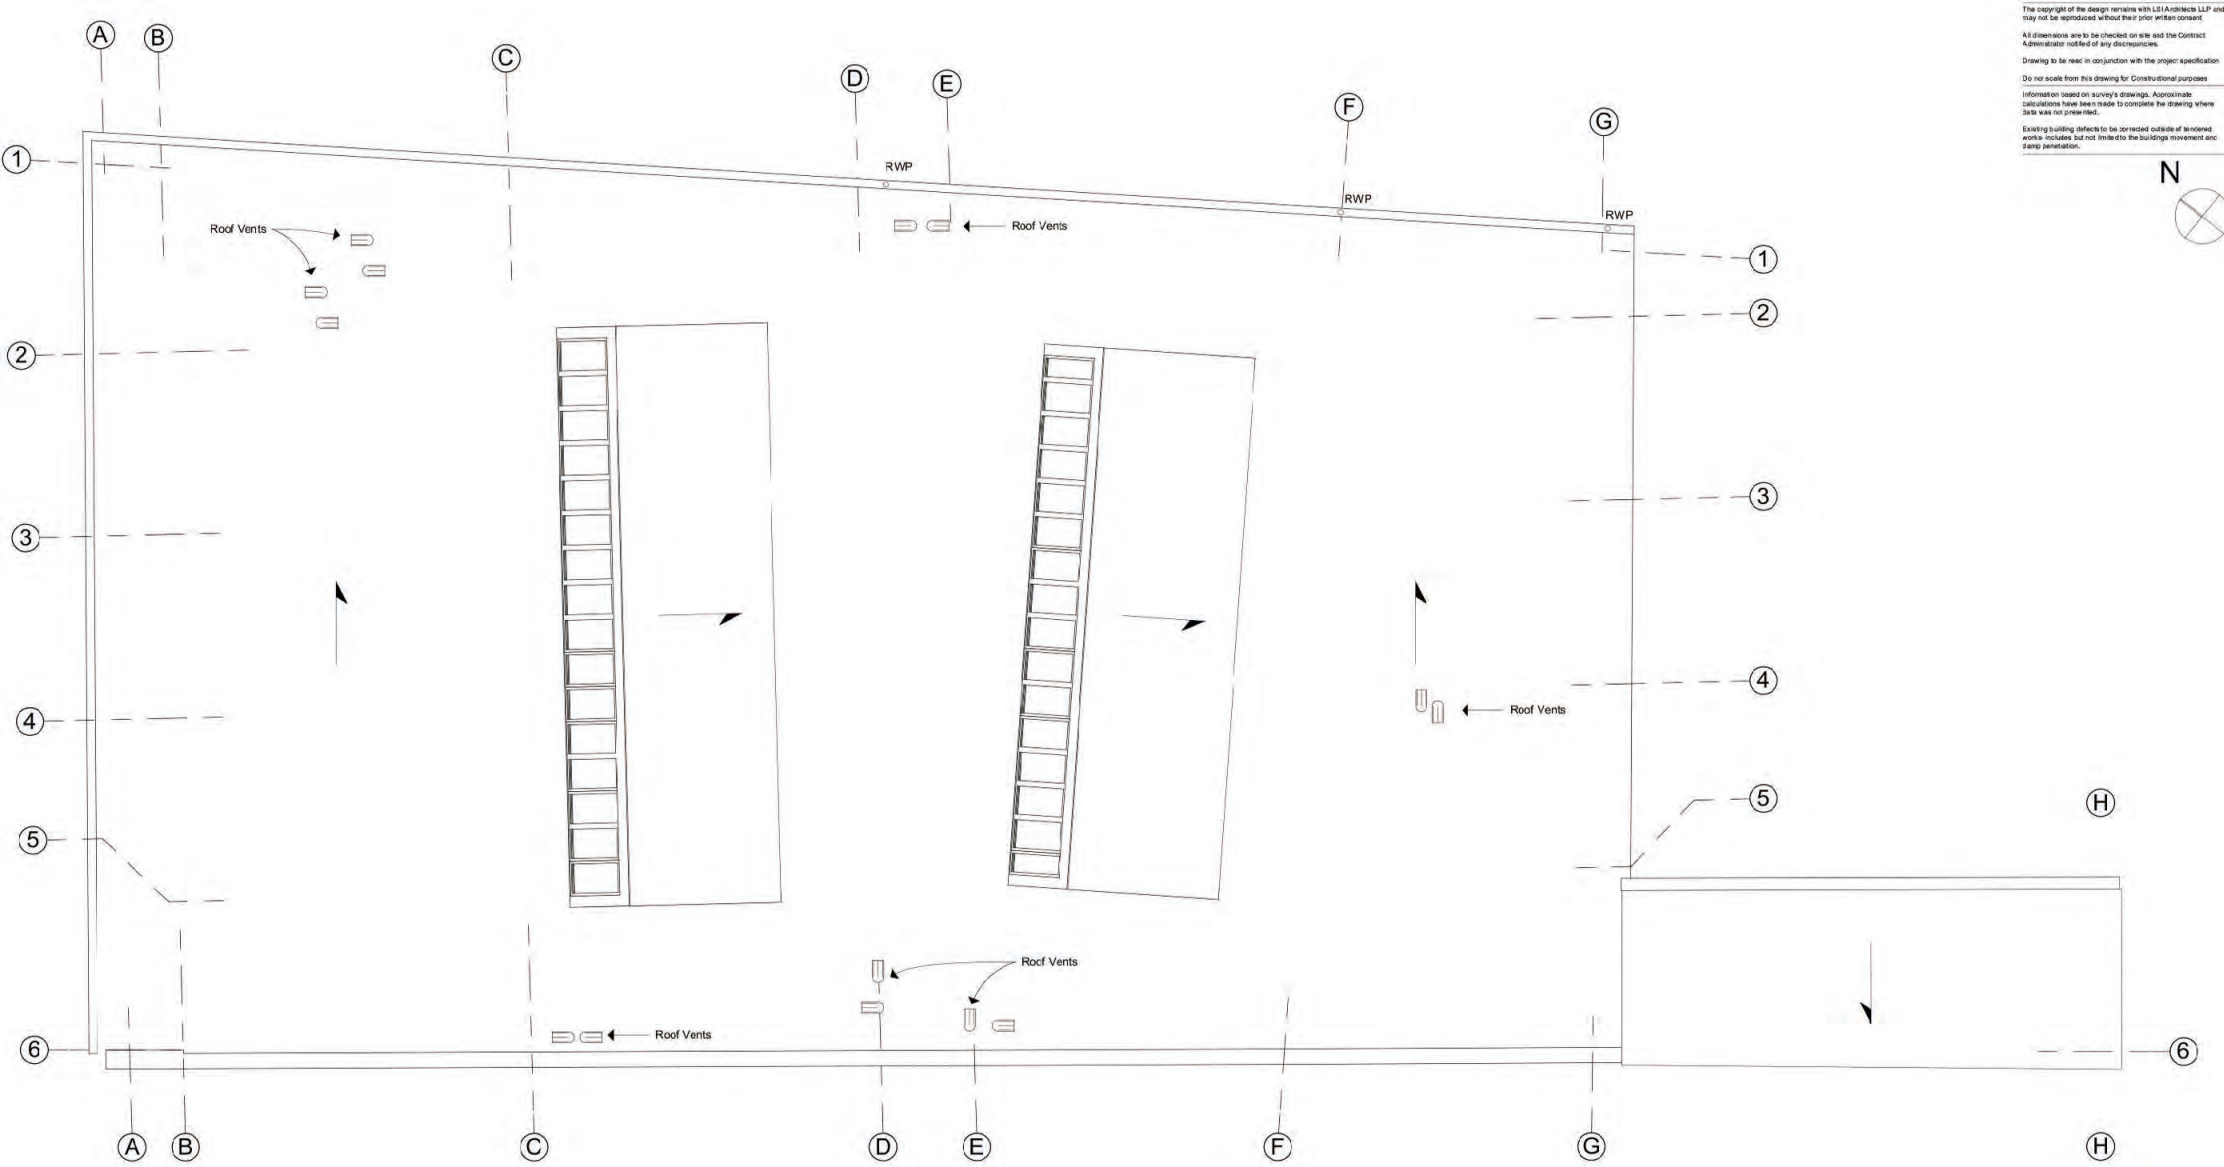 The copyright of the design remains with LSI Architects LLP and
may not be reproduced without their prior written consent
All dimensions are to be checked on site and the Contract
Administrator notified of any discrepancies.
Drawing to be read in conjunction with the project specification
Do not scale from this drawing for Constructional purposes
Information based on survey's drawings. Approximate
calculations have been made to complete the drawing where
data was not presented.
Existing building defects to be corrected outside of tendered
works- includes but not limited to the buildings movement and
damp penetration.
N
A
B
C
D
E
F
G
1
RWP
RWP
RWP
Roof Vents
Roof Vents
1
2
2
3
3
4
4
Roof Vents
5
5
H
Roof Vents
Roof Vents
6
6
A
B
C
D
E
F
G
H